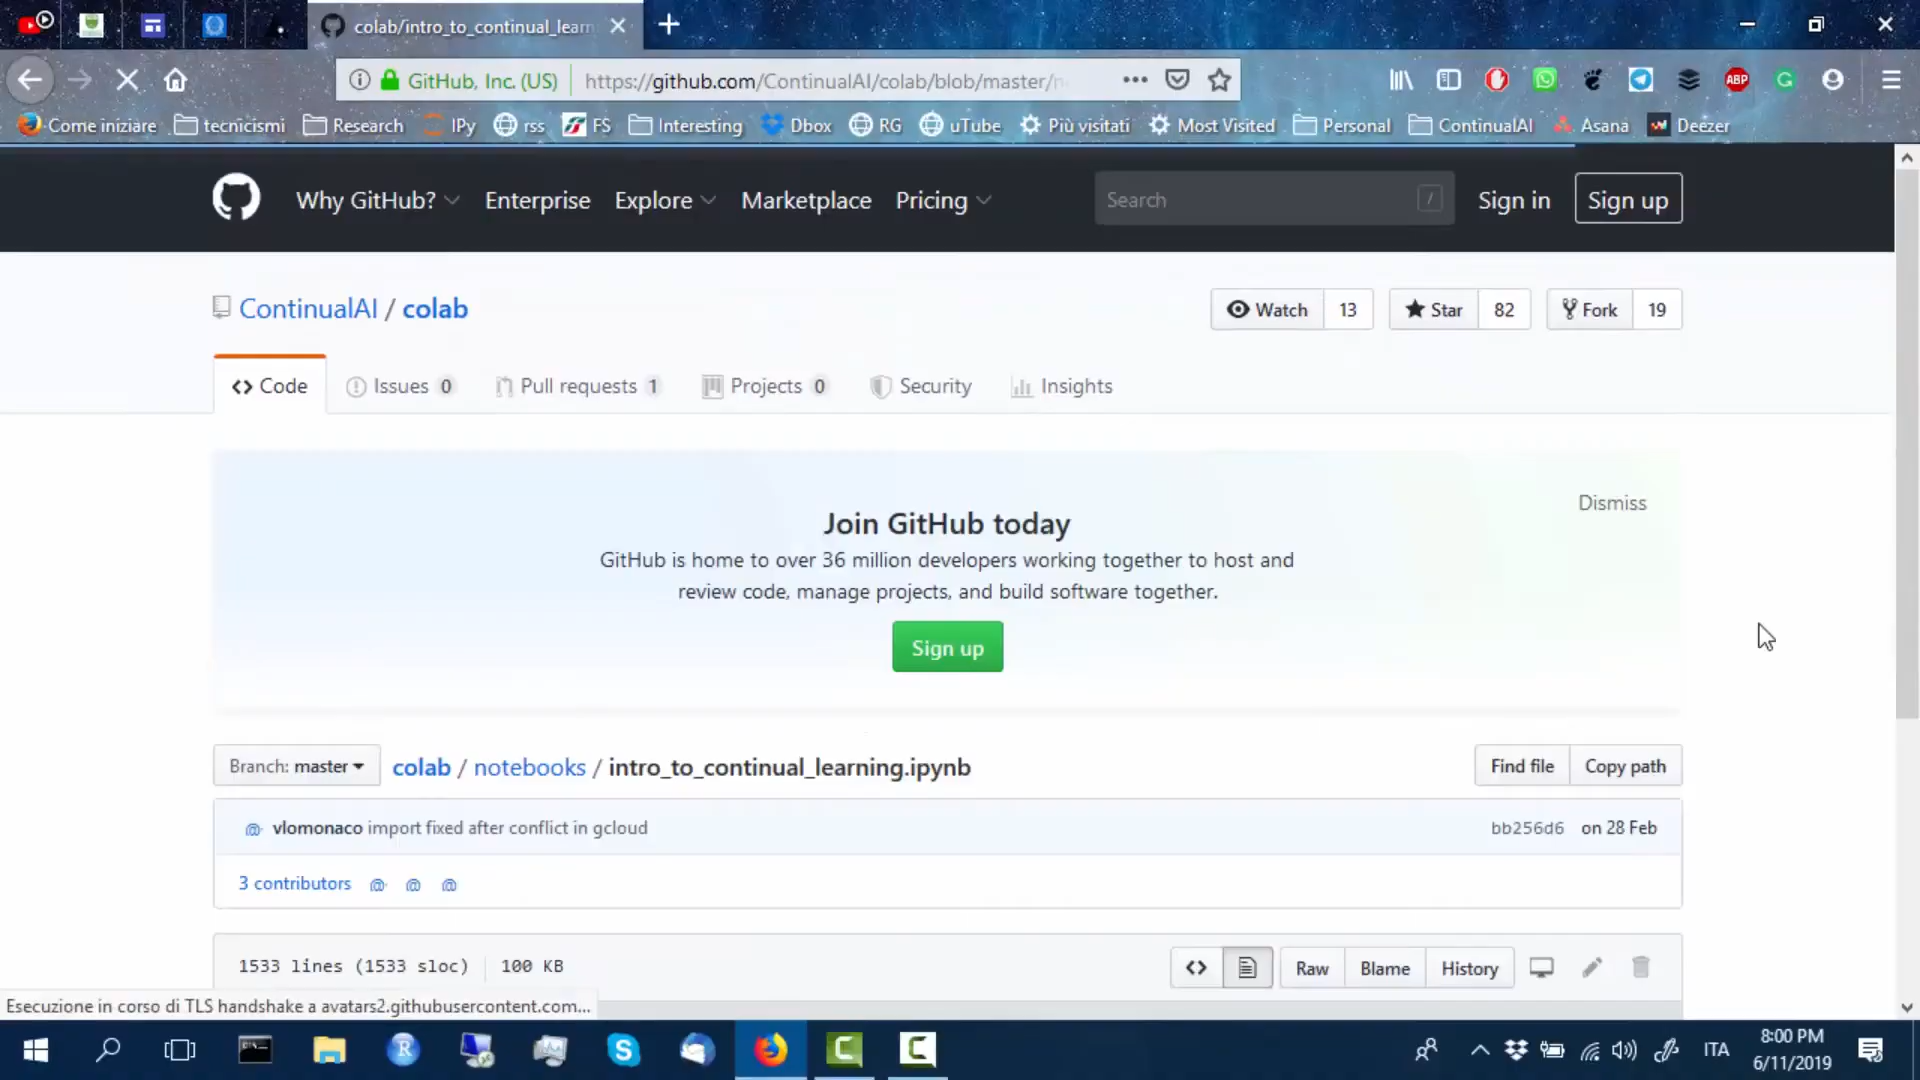 colab/intro_to_continual_lear
GitHub, Inc. (US) https://github.com/ContinualAI/colab/blob/master/n
Come iniziare tecnicismi Research IPy rss FS Interesting Dbox RG uTube Più visitati Most Visited Personal ContinualAI Asana Deezer
Why GitHub? Enterprise Explore Marketplace Pricing Search / Sign in Sign up
ContinualAI / colab Watch 13 Star 82 Fork 19
Code Issues 0 Pull requests 1 Projects 0 Security Insights
Dismiss
Join GitHub today
GitHub is home to over 36 million developers working together to host and
review code, manage projects, and build software together.
Sign up
Branch: master colab / notebooks / intro_to_continual_learning.ipynb Find file Copy path
@ vlomonaco import fixed after conflict in gcloud bb256d6 on 28 Feb
3 contributors @ @ @
1533 lines (1533 sloc) 100 KB <> Raw Blame History
Esecuzione in corso di TLS handshake a avatars2.githubusercontent.com...
ITA 8:00 PM
6/11/2019